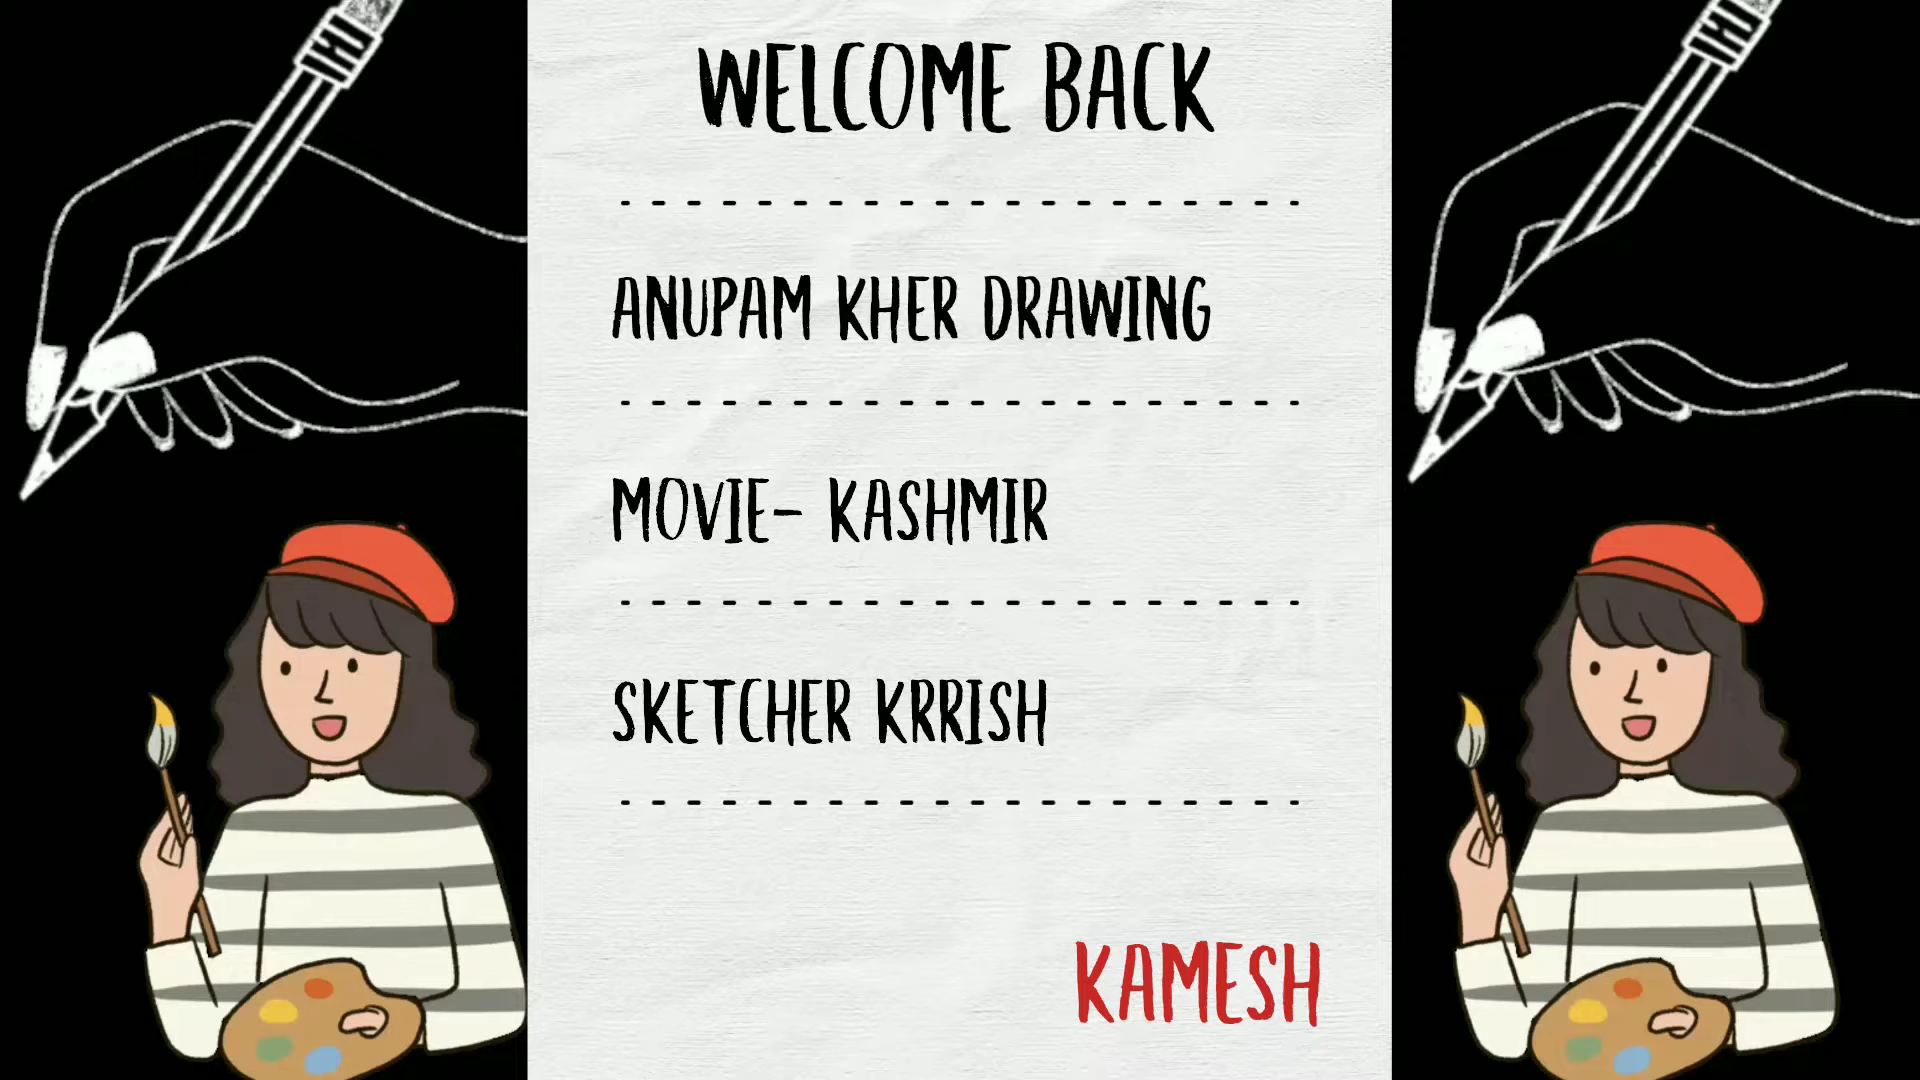 WELCOME BACK
ANUPAM KHER DRAWING
MOVIE- KASHMIR
SKETCHER KRRISH
KAMESH